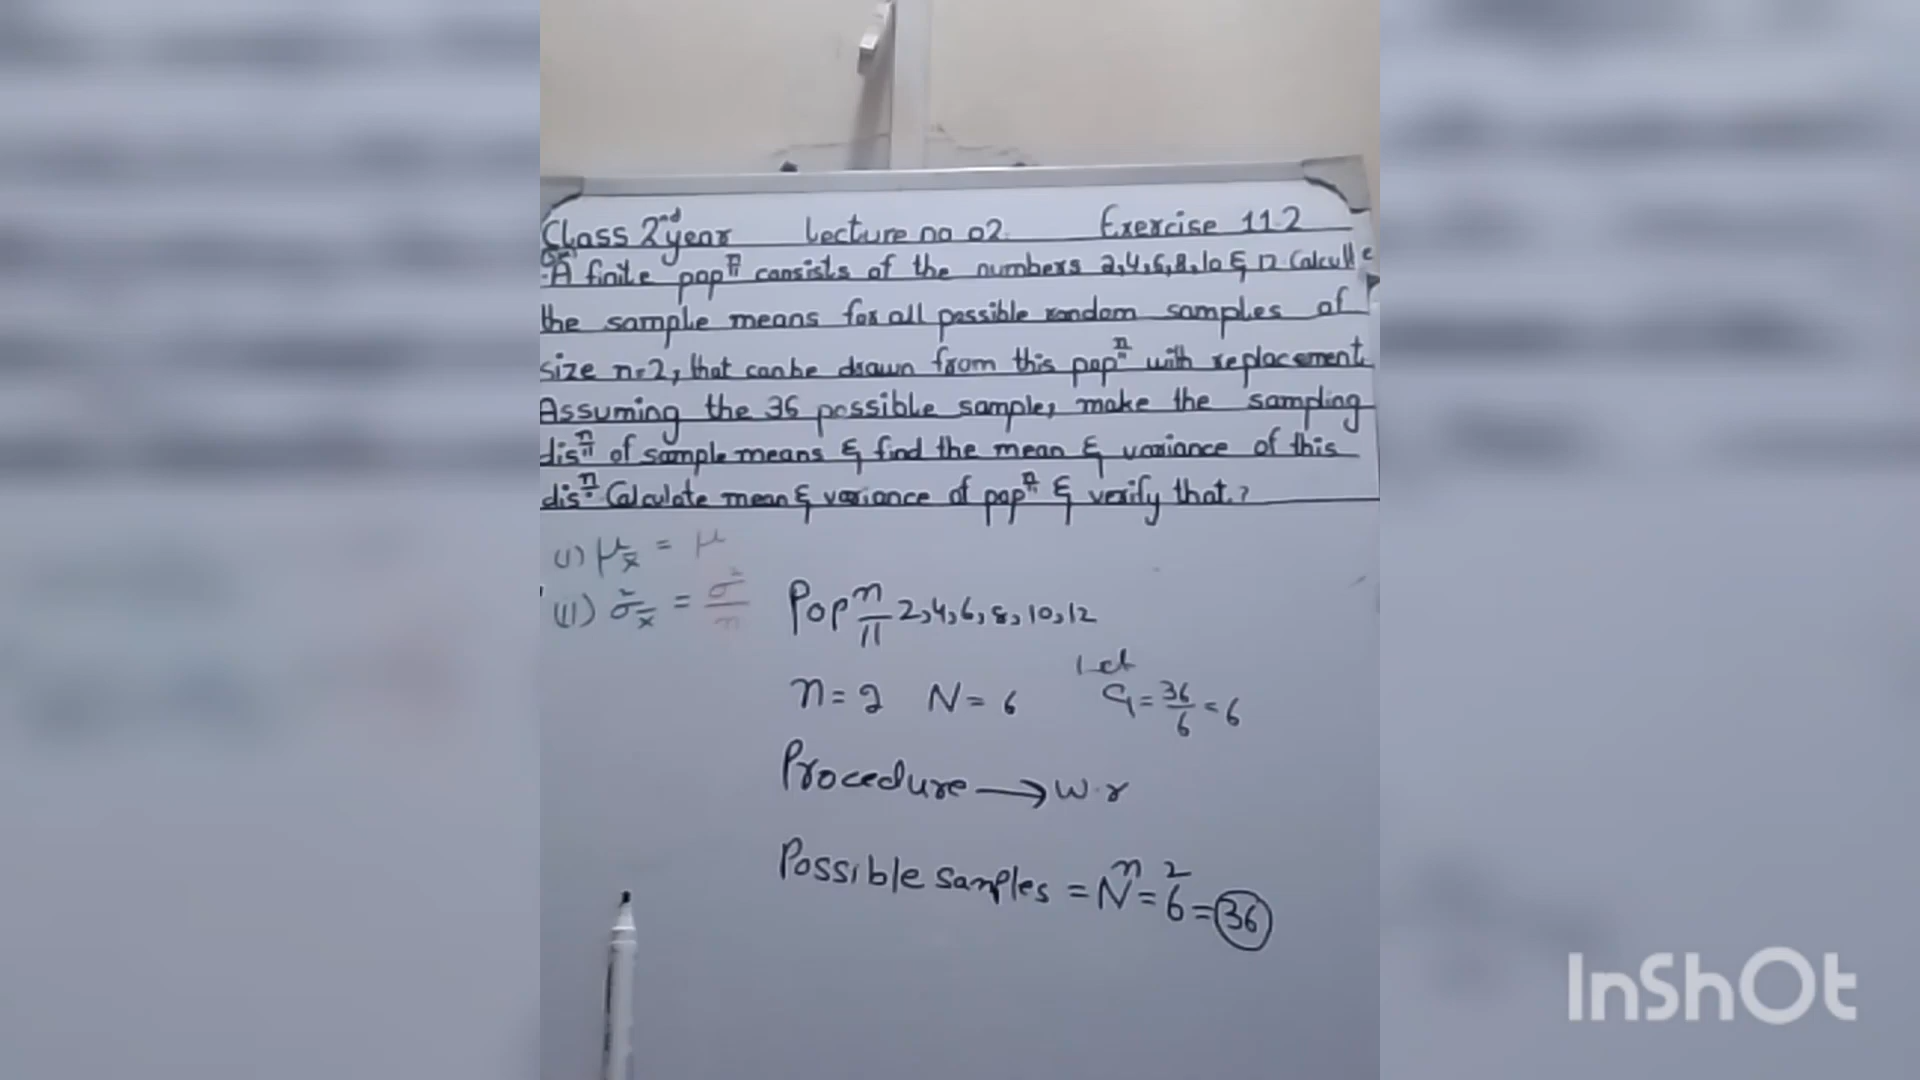 Class 2nd year Lecture no 02. Exercise 11.2
A finite popⁿ consists of the numbers 2,4,6,8,10 & 12. Calcul e
the sample means for all possible random samples of
size n=2, that can be drawn from this popⁿ with replacement
Assuming the 36 possible samples, make the sampling
disⁿ of sample means & find the mean & variance of this
disⁿ. Calculate mean & variance of popⁿ & verify that.?
(I) μx̄ = μ
(II) σ²x̄ = σ²/n
Popⁿ 2,4,6,8,10,12
n=2 N=6
Let
G=36/6=6
Procedure → w.r
Possible samples = Nⁿ=6²=36
InShOt